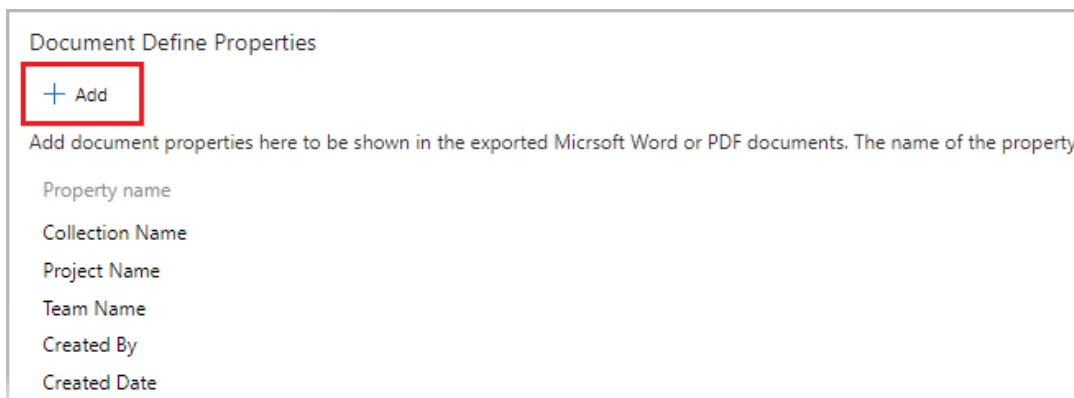 Document Define Properties
+ Add
Add document properties here to be shown in the exported Micrsoft Word or PDF documents. The name of the property
Property name
Collection Name
Project Name
Team Name
Created By
Created Date